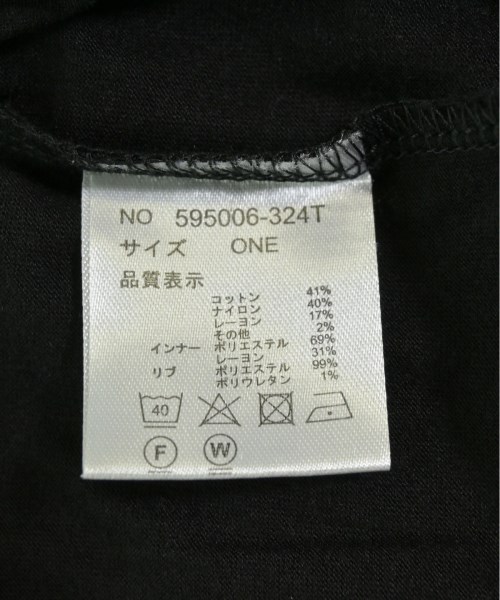 NO 595006-324T
サイズ ONE
品質表示
コットン 41%
ナイロン 40%
レーヨン 17%
その他 2%
インナー ポリエステル 69%
レーヨン 31%
リブ ポリエステル 99%
ポリウレタン 1%
40
F W